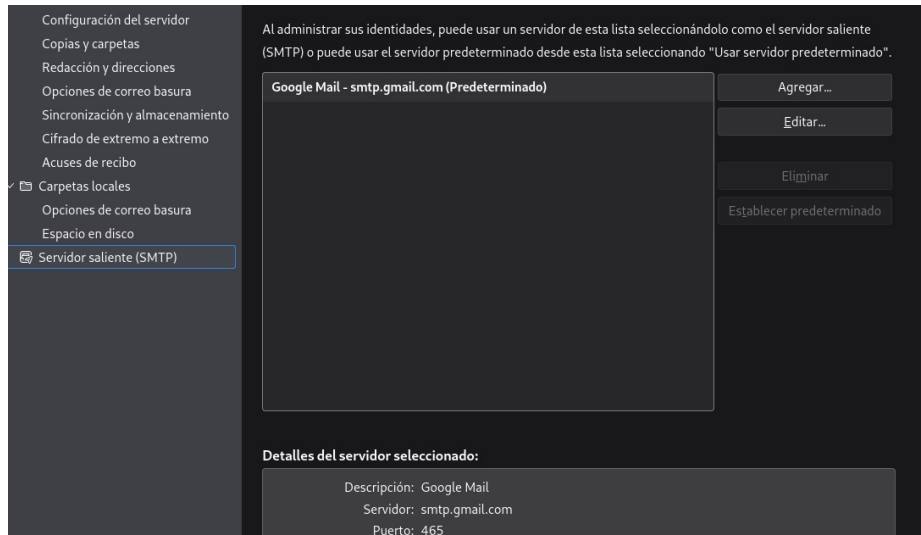 Configuración del servidor
Copias y carpetas
Redacción y direcciones
Opciones de correo basura
Sincronización y almacenamiento
Cifrado de extremo a extremo
Acuses de recibo
Carpetas locales
Opciones de correo basura
Espacio en disco
Servidor saliente (SMTP)
Al administrar sus identidades, puede usar un servidor de esta lista seleccionándolo como el servidor saliente
(SMTP) o puede usar el servidor predeterminado desde esta lista seleccionando "Usar servidor predeterminado".
Google Mail - smtp.gmail.com (Predeterminado)
Agregar...
Editar...
Eliminar
Establecer predeterminado
Detalles del servidor seleccionado:
Descripción: Google Mail
Servidor: smtp.gmail.com
Puerto: 465